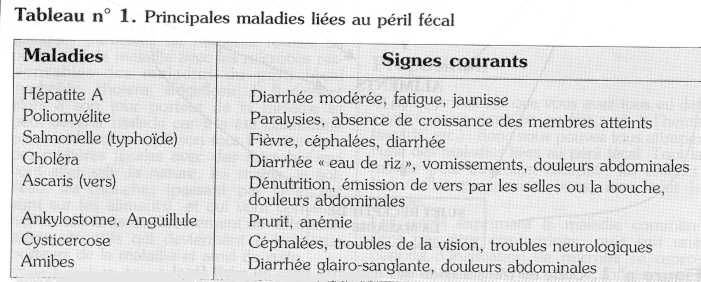 Tableau n° 1. Principales maladies liées au péril fécal
Maladies Signes courants
Hépatite A Diarrhée modérée, fatigue, jaunisse
Poliomyélite Paralysies, absence de croissance des membres atteints
Salmonelle (typhoïde) Fièvre, céphalées, diarrhée
Choléra Diarrhée « eau de riz », vomissements, douleurs abdominales
Ascaris (vers) Dénutrition, émission de vers par les selles ou la bouche,
douleurs abdominales
Ankylostome, Anguillule Prurit, anémie
Cysticercose Céphalées, troubles de la vision, troubles neurologiques
Amibes Diarrhée glairo-sanglante, douleurs abdominales